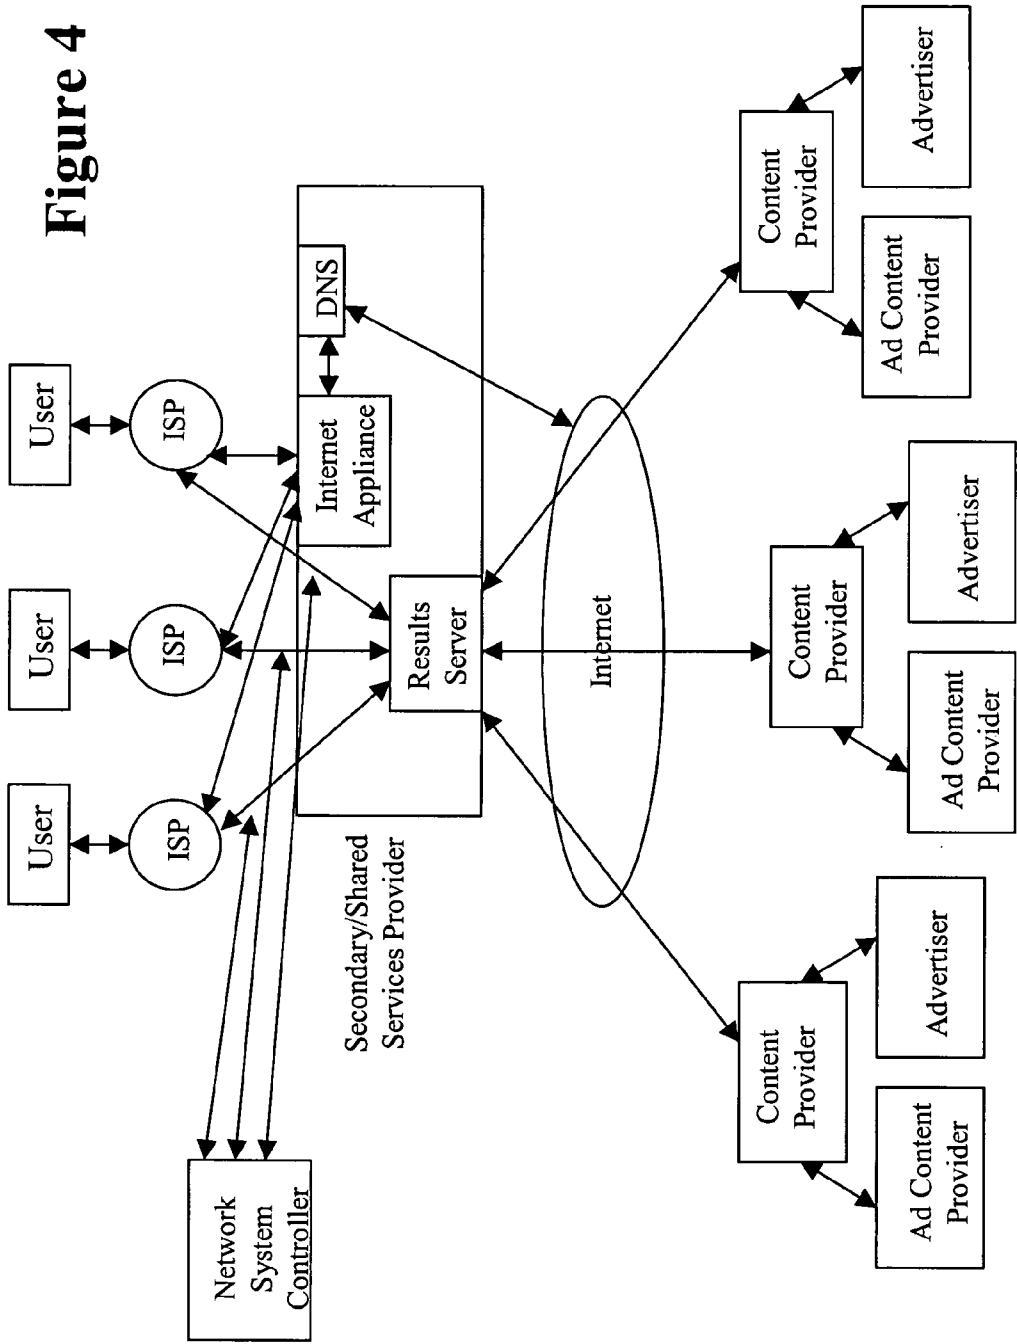 Figure 4
User
User
User
ISP
ISP
ISP
Network
System
Controller
Secondary/Shared
Services Provider
Results
Server
Internet
Appliance
DNS
Internet
Content
Provider
Content
Provider
Content
Provider
Ad Content
Provider
Advertiser
Ad Content
Provider
Advertiser
Ad Content
Provider
Advertiser